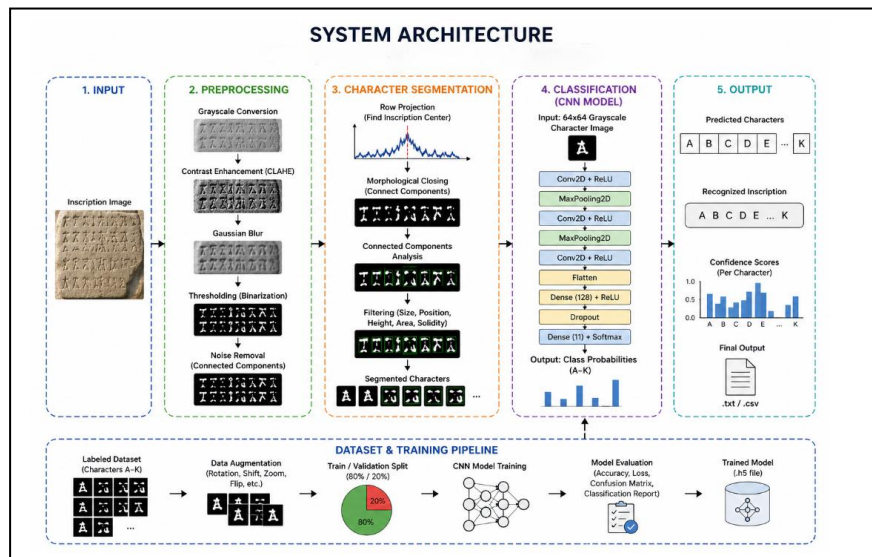 SYSTEM ARCHITECTURE
1. INPUT
Inscription Image
2. PREPROCESSING
Grayscale Conversion
Contrast Enhancement (CLAHE)
Gaussian Blur
Thresholding (Binarization)
Noise Removal
(Connected Components)
3. CHARACTER SEGMENTATION
Row Projection
(Find Inscription Center)
Morphological Closing
(Connect Components)
Connected Components
Analysis
Filtering (Size, Position,
Height, Area, Solidity)
Segmented Characters
...
4. CLASSIFICATION
(CNN MODEL)
Input: 64x64 Grayscale
Character Image
Conv2D + ReLU
MaxPooling2D
Conv2D + ReLU
MaxPooling2D
Conv2D + ReLU
Flatten
Dense (128) + ReLU
Dropout
Dense (11) + Softmax
Output: Class Probabilities
(A–K)
5. OUTPUT
Predicted Characters
A B C D E ... K
Recognized Inscription
A B C D E ... K
Confidence Scores
(Per Character)
1.0
0.5
0.0
A B C D E ... K
Final Output
.txt / .csv
DATASET & TRAINING PIPELINE
Labeled Dataset
(Characters A–K)
...
Data Augmentation
(Rotation, Shift, Zoom,
Flip, etc.)
Train / Validation Split
(80% / 20%)
20%
80%
CNN Model Training
Model Evaluation
(Accuracy, Loss,
Confusion Matrix,
Classification Report)
Trained Model
(.h5 file)